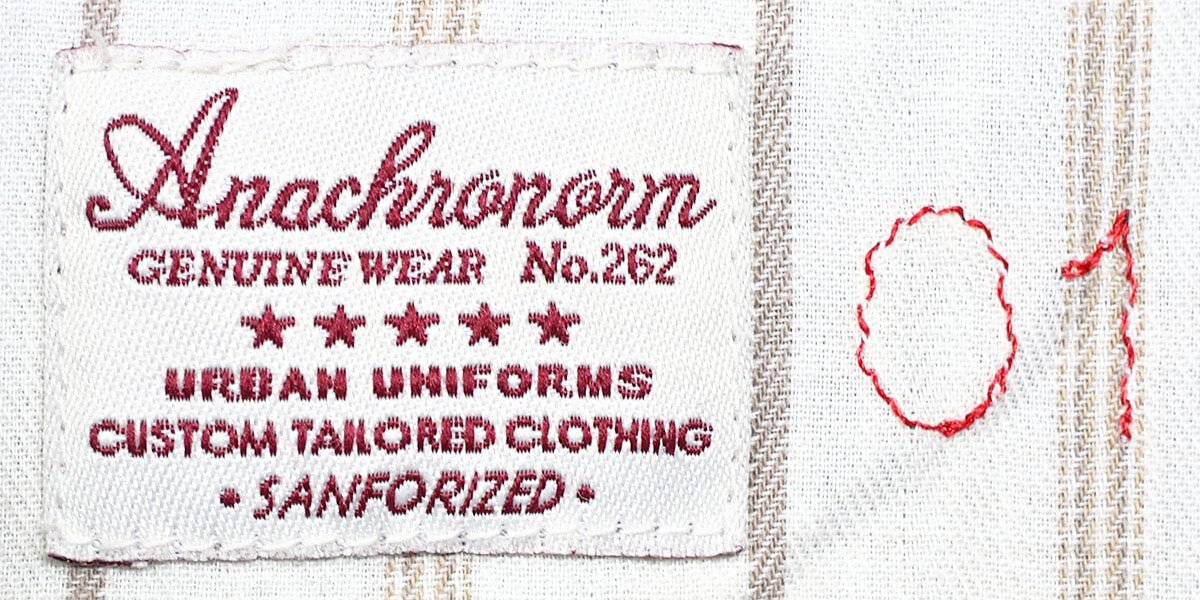 Anachronorm
GENUINE WEAR No.262
★★★★★
URBAN UNIFORMS
CUSTOM TAILORED CLOTHING
• SANFORIZED •
01